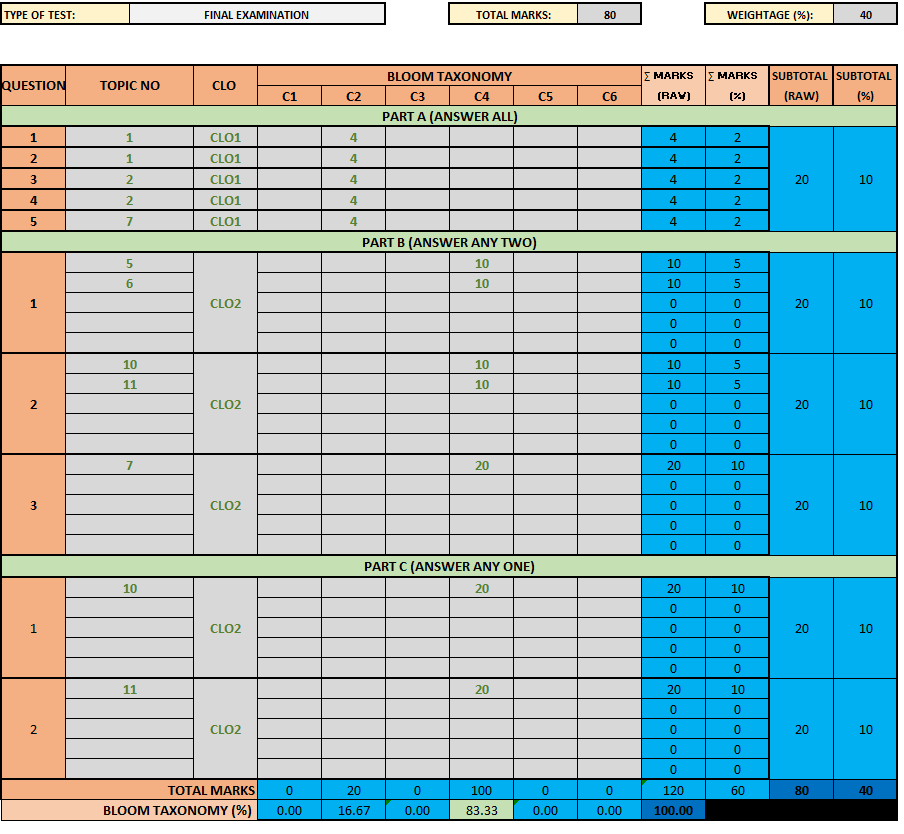 TYPE OF TEST: FINAL EXAMINATION TOTAL MARKS: 80 WEIGHTAGE (%): 40
QUESTION TOPIC NO CLO BLOOM TAXONOMY ∑ MARKS (RAW) ∑ MARKS (%) SUBTOTAL (RAW) SUBTOTAL (%)
C1 C2 C3 C4 C5 C6
PART A (ANSWER ALL)
1 1 CLO1 4 4 2
2 1 CLO1 4 4 2
3 2 CLO1 4 4 2 20 10
4 2 CLO1 4 4 2
5 7 CLO1 4 4 2
PART B (ANSWER ANY TWO)
5 10 10 5
6 10 10 5
1 CLO2 0 0 20 10
0 0
0 0
10 10 10 5
11 10 10 5
2 CLO2 0 0 20 10
0 0
0 0
7 20 20 10
0 0
3 CLO2 0 0 20 10
0 0
0 0
PART C (ANSWER ANY ONE)
10 20 20 10
0 0
1 CLO2 0 0 20 10
0 0
0 0
11 20 20 10
0 0
2 CLO2 0 0 20 10
0 0
0 0
TOTAL MARKS 0 20 0 100 0 0 120 60 80 40
BLOOM TAXONOMY (%) 0.00 16.67 0.00 83.33 0.00 0.00 100.00